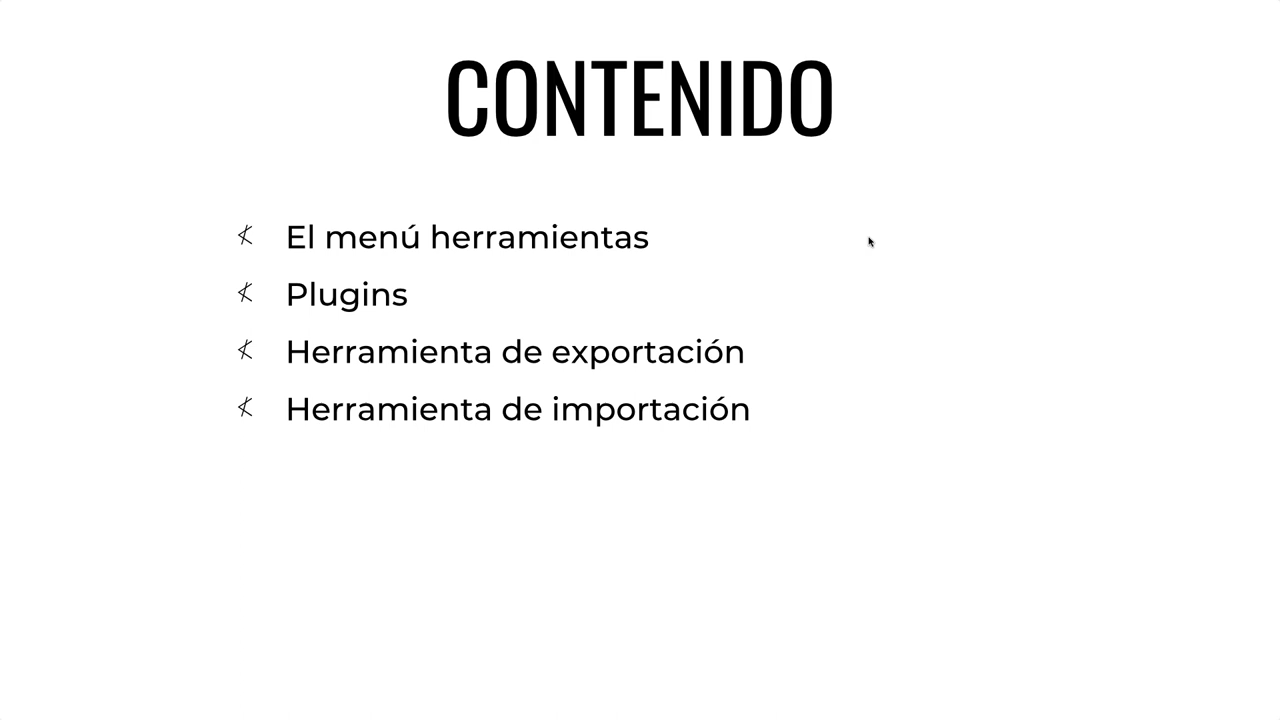 CONTENIDO
El menú herramientas
Plugins
Herramienta de exportación
Herramienta de importación